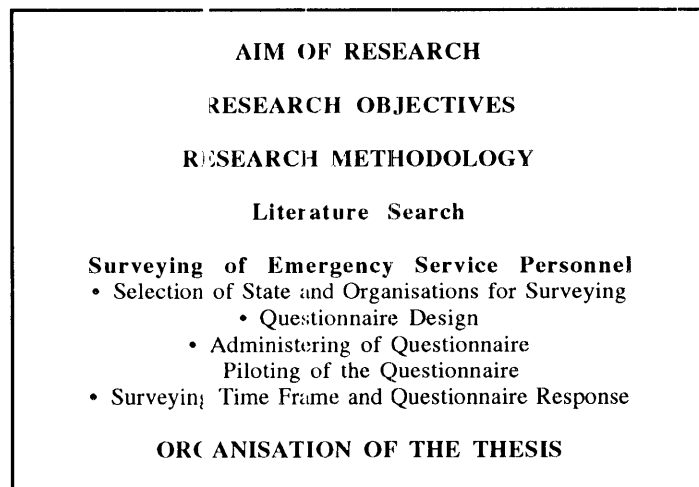 AIM OF RESEARCH
RESEARCH OBJECTIVES
RESEARCH METHODOLOGY
Literature Search
Surveying of Emergency Service Personnel
• Selection of State and Organisations for Surveying
• Questionnaire Design
• Administering of Questionnaire
Piloting of the Questionnaire
• Surveying Time Frame and Questionnaire Response
ORGANISATION OF THE THESIS